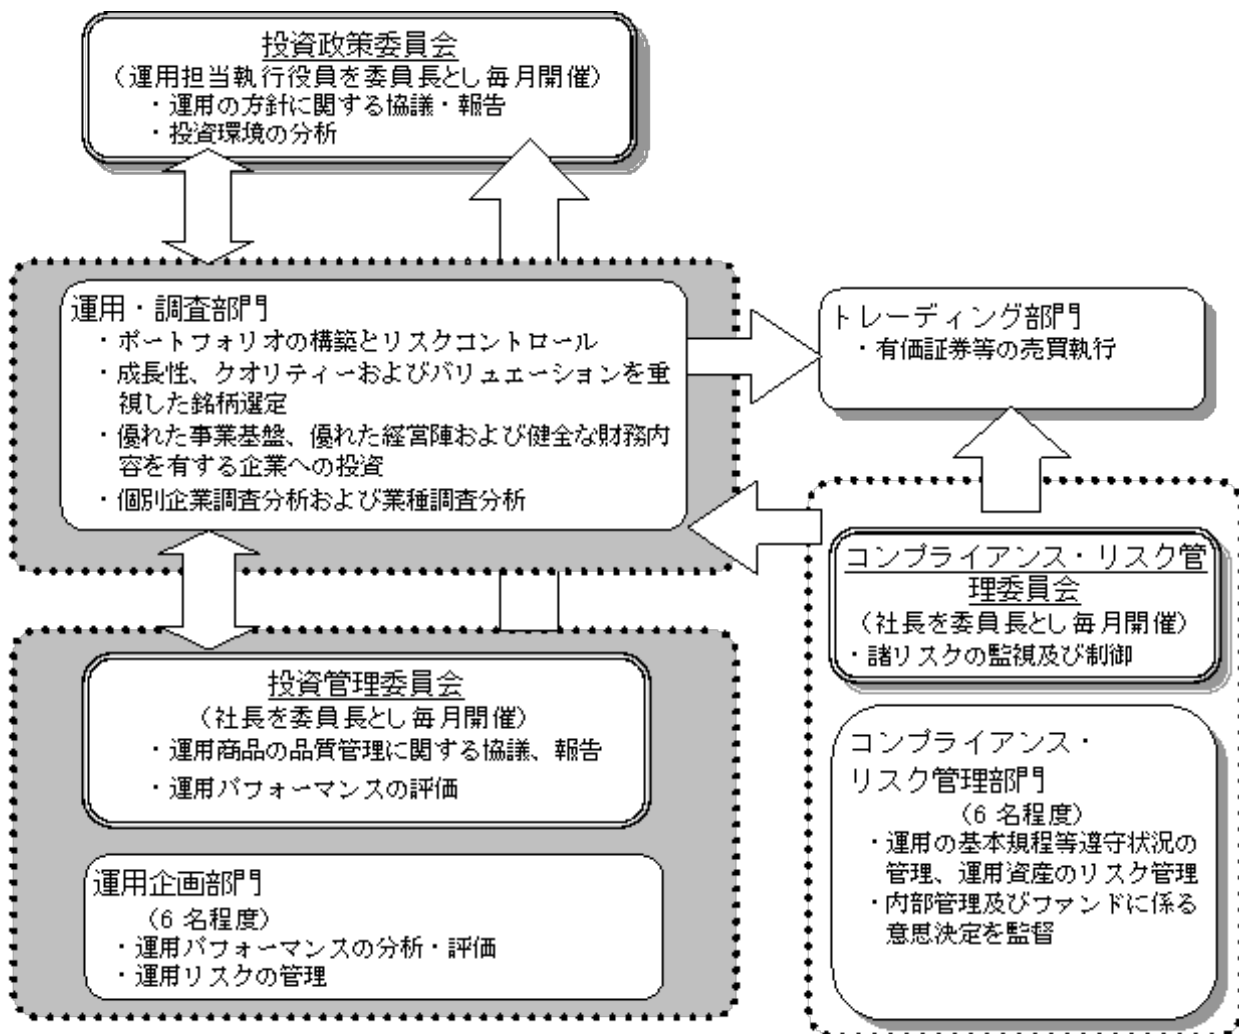 投資政策委員会
（運用担当執行役員を委員長とし毎月開催）
・運用の方針に関する協議・報告
・投資環境の分析
運用・調査部門
・ポートフォリオの構築とリスクコントロール
・成長性、クオリティーおよびバリュエーションを重
視した銘柄選定
・優れた事業基盤、優れた経営陣および健全な財務内
容を有する企業への投資
・個別企業調査分析および業種調査分析
トレーディング部門
・有価証券等の売買執行
コンプライアンス・リスク管
理委員会
（社長を委員長とし毎月開催）
・諸リスクの監視及び制御
投資管理委員会
（社長を委員長とし毎月開催）
・運用商品の品質管理に関する協議、報告
・運用パフォーマンスの評価
コンプライアンス・
リスク管理部門
（6 名程度）
・運用の基本規程等遵守状況の
管理、運用資産のリスク管理
・内部管理及びファンドに係る
意思決定を監督
運用企画部門
（6 名程度）
・運用パフォーマンスの分析・評価
・運用リスクの管理